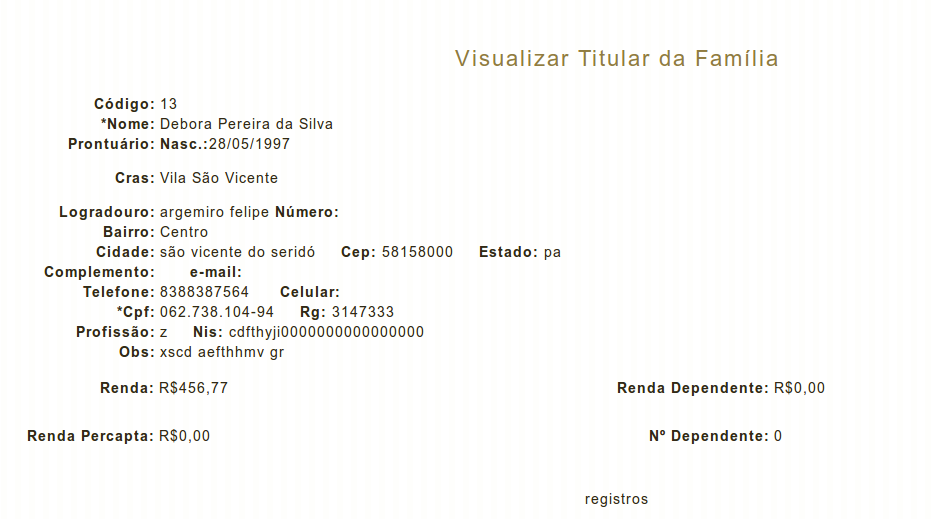 Visualizar Titular da Família
Código: 13
*Nome: Debora Pereira da Silva
Prontuário: Nasc.:28/05/1997
Cras: Vila São Vicente
Logradouro: argemiro felipe Número:
Bairro: Centro
Cidade: são vicente do seridó Cep: 58158000 Estado: pa
Complemento: e-mail:
Telefone: 8388387564 Celular:
*Cpf: 062.738.104-94 Rg: 3147333
Profissão: z Nis: cdfthyji0000000000000000
Obs: xscd aefthhmv gr
Renda: R$456,77 Renda Dependente: R$0,00
Renda Percapta: R$0,00 Nº Dependente: 0
registros